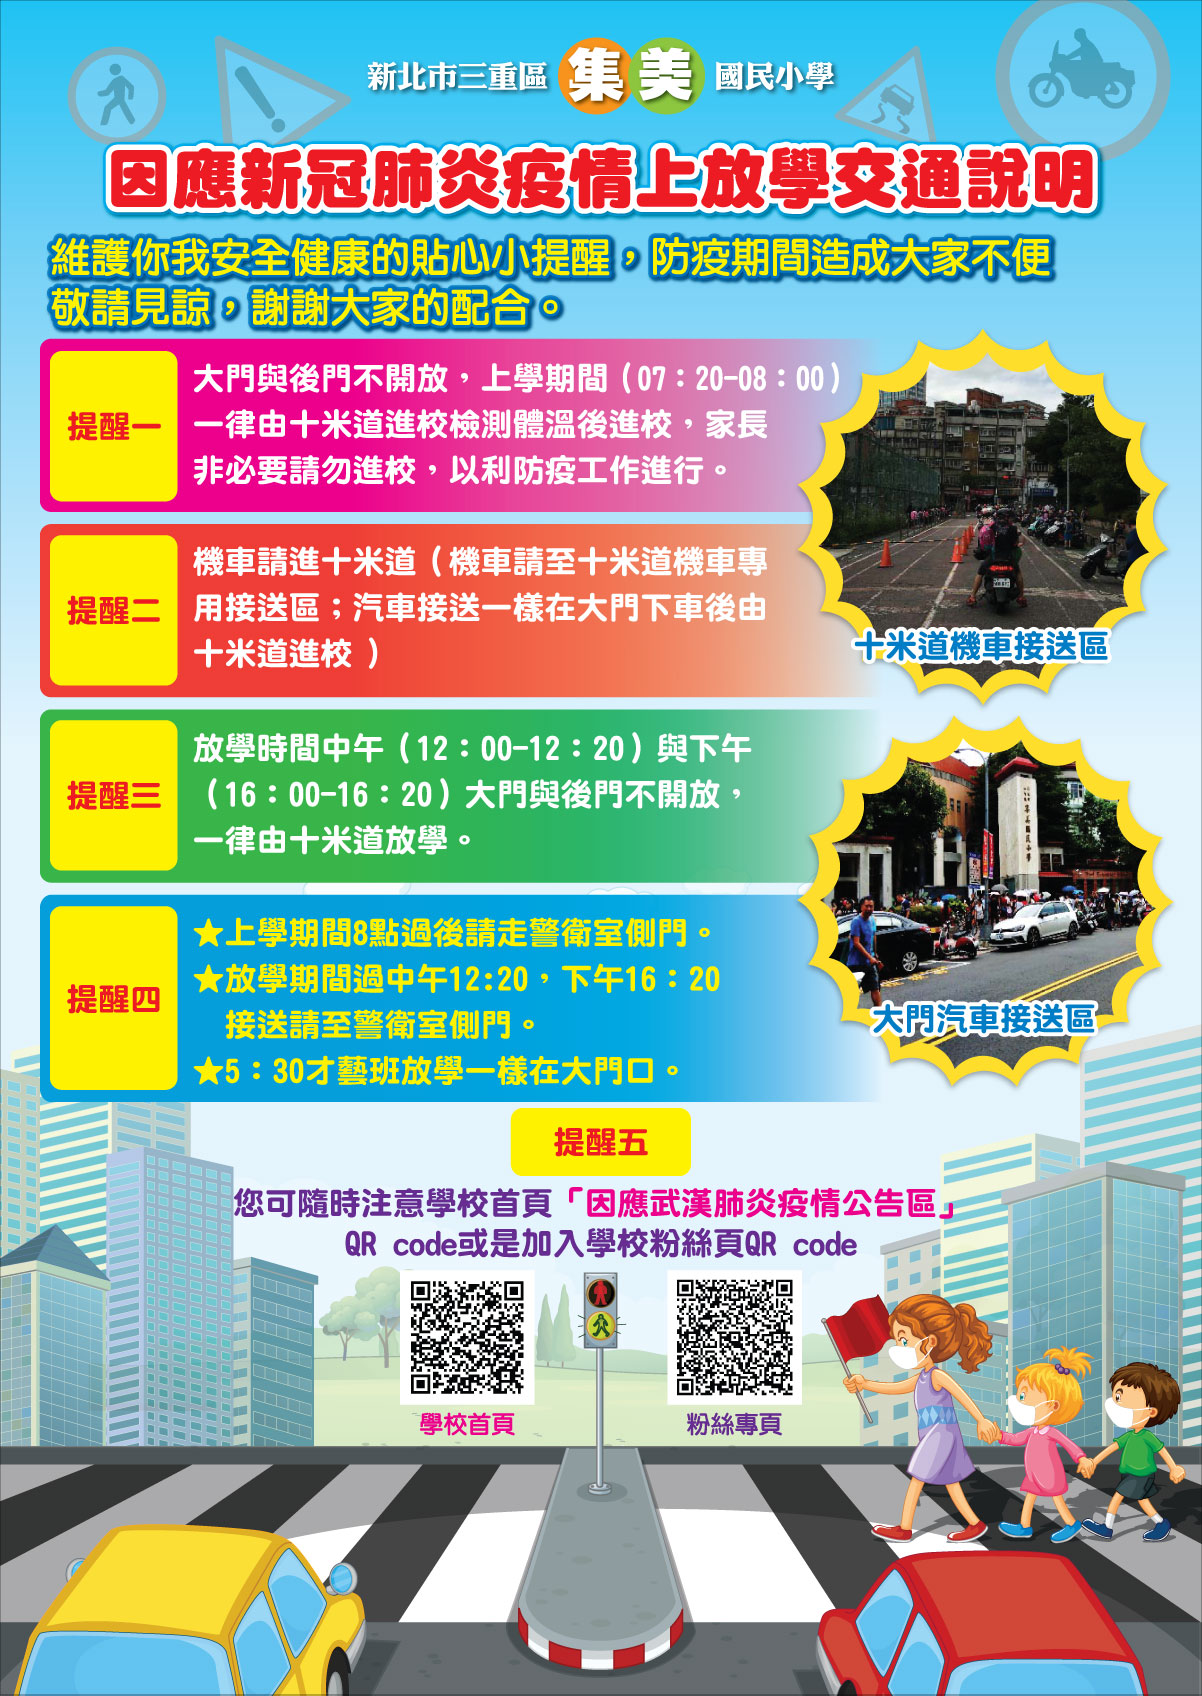 新北市三重區 集美 國民小學
因應新冠肺炎疫情上放學交通說明
維護你我安全健康的貼心小提醒，防疫期間造成大家不便
敬請見諒，謝謝大家的配合。
提醒一
大門與後門不開放，上學期間（07：20-08：00）
一律由十米道進校檢測體溫後進校，家長
非必要請勿進校，以利防疫工作進行。
十米道機車接送區
提醒二
機車請進十米道（機車請至十米道機車專
用接送區；汽車接送一樣在大門下車後由
十米道進校 ）
提醒三
放學時間中午（12：00-12：20）與下午
（16：00-16：20）大門與後門不開放，
一律由十米道放學。
集美國民小學
大門汽車接送區
提醒四
★上學期間8點過後請走警衛室側門。
★放學期間過中午12:20，下午16：20
接送請至警衛室側門。
★5：30才藝班放學一樣在大門口。
提醒五
您可隨時注意學校首頁「因應武漢肺炎疫情公告區」
QR code或是加入學校粉絲頁QR code
學校首頁
粉絲專頁